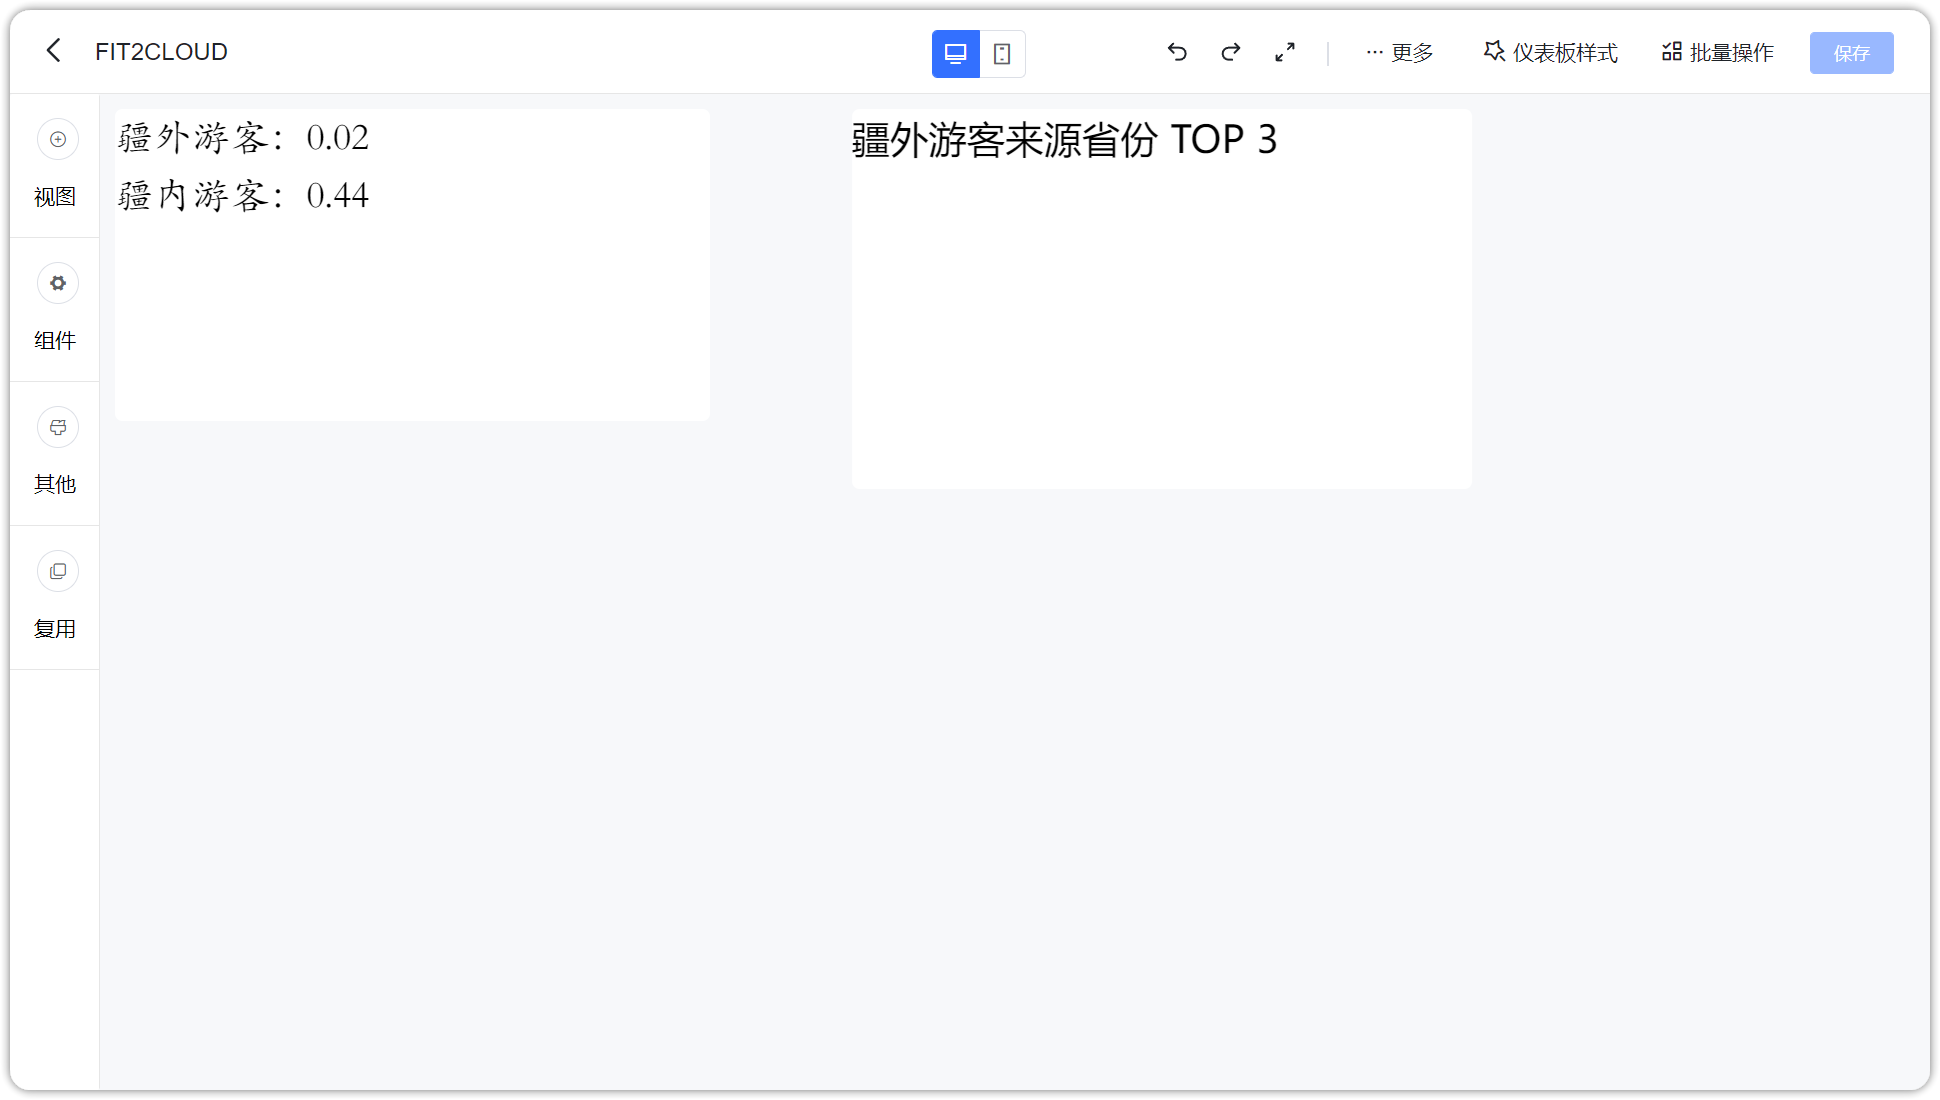 FIT2CLOUD
更多
仪表板样式
批量操作
保存
视图
组件
其他
复用
疆外游客：0.02
疆内游客：0.44
疆外游客来源省份 TOP 3